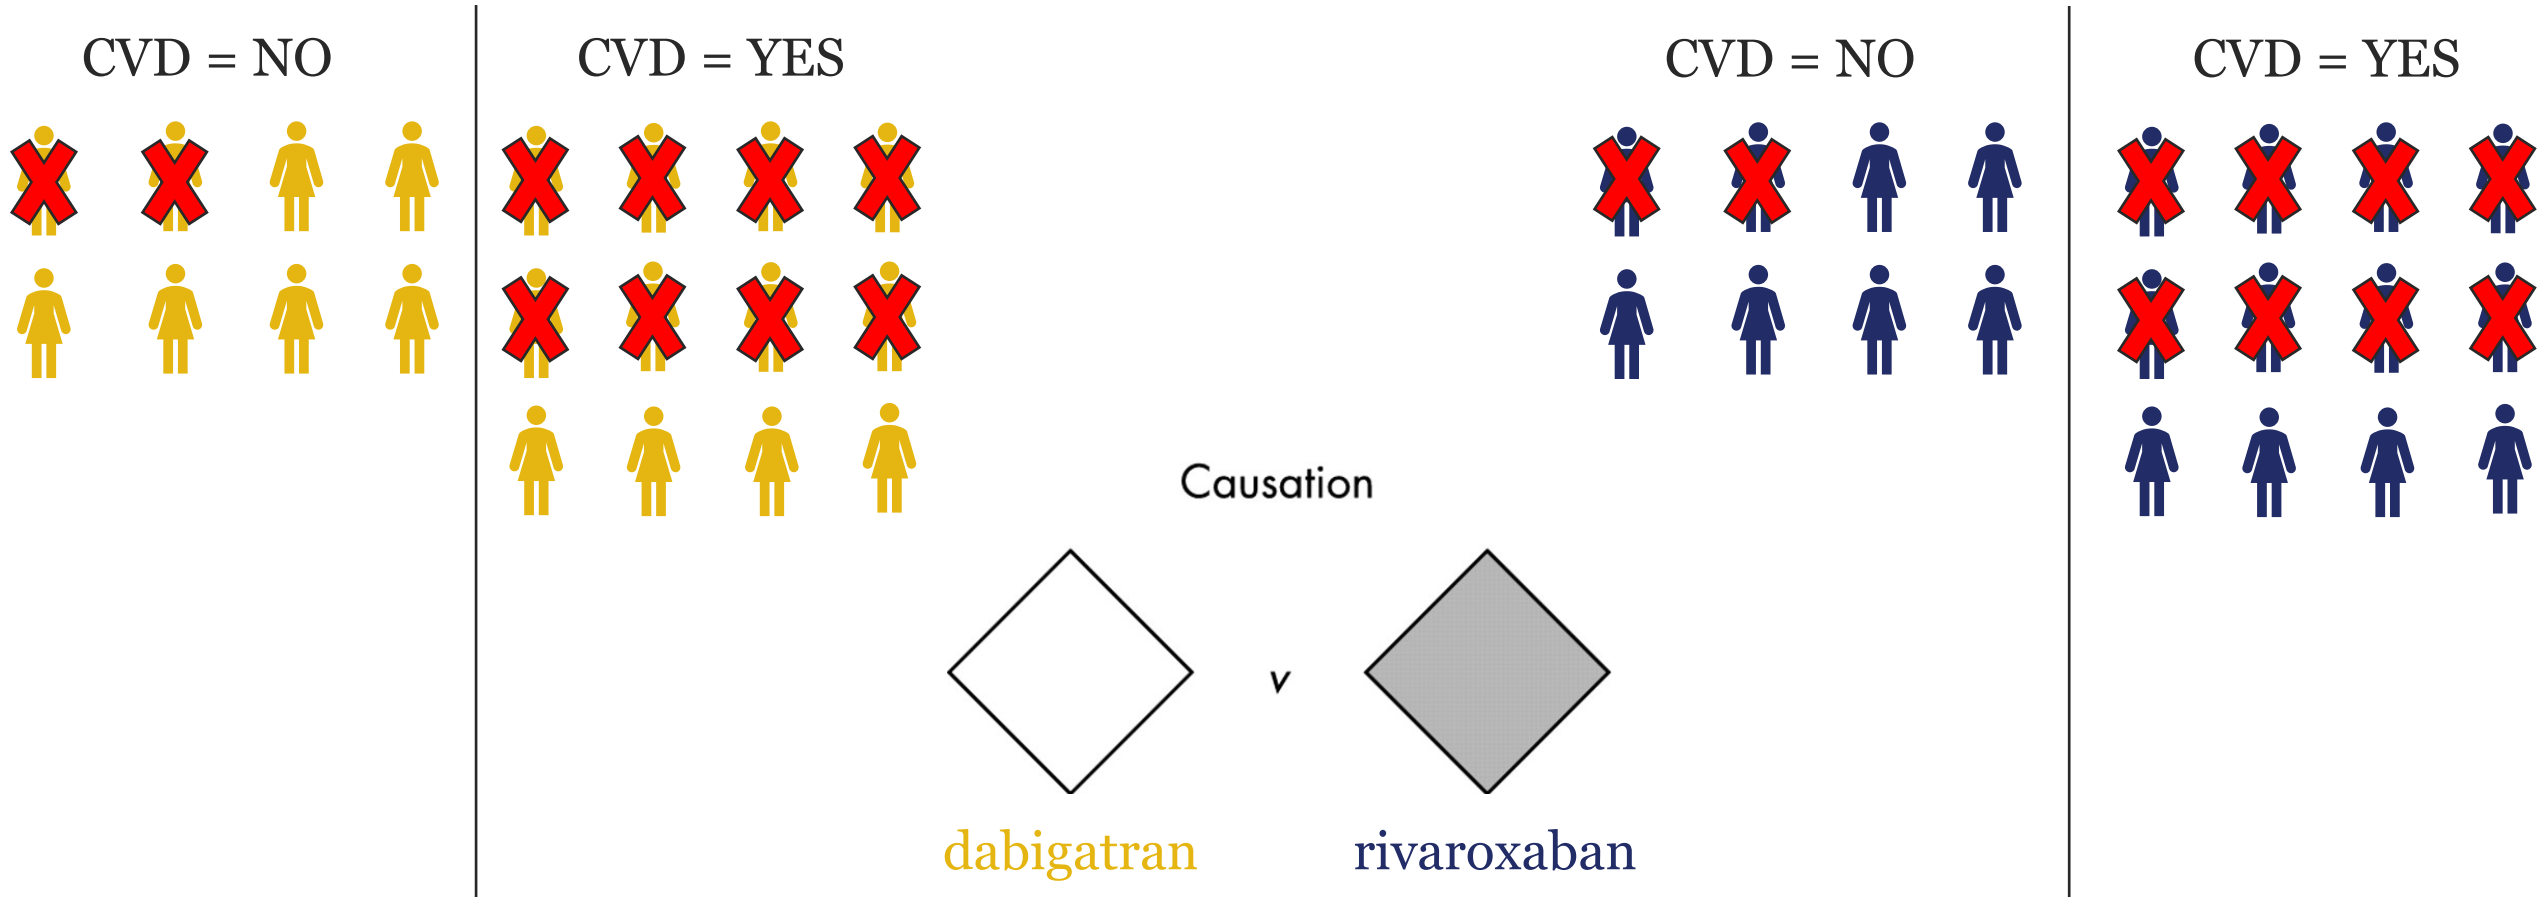 CVD = NO
CVD = YES
CVD = NO
CVD = YES
Causation
v
dabigatran
rivaroxaban